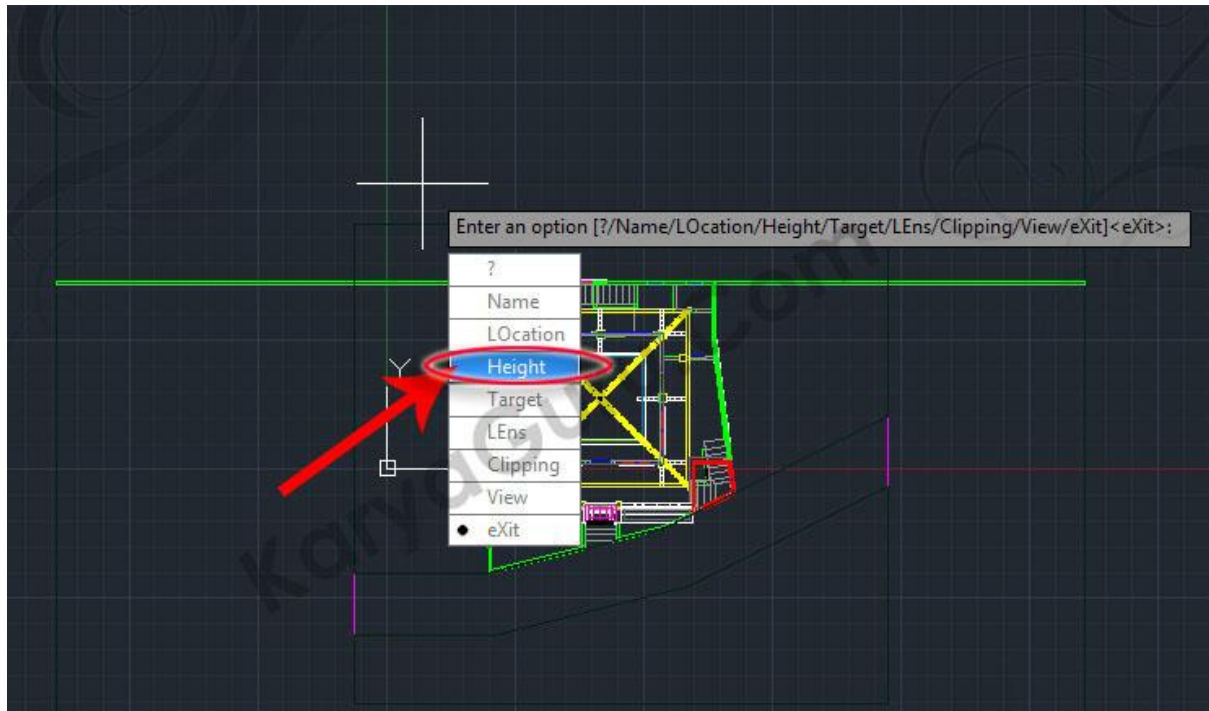 Enter an option [?/Name/LOcation/Height/Target/LEns/Clipping/View/eXit]<eXit>:
?
Name
LOcation
Height
Target
LEns
Clipping
View
eXit
Y